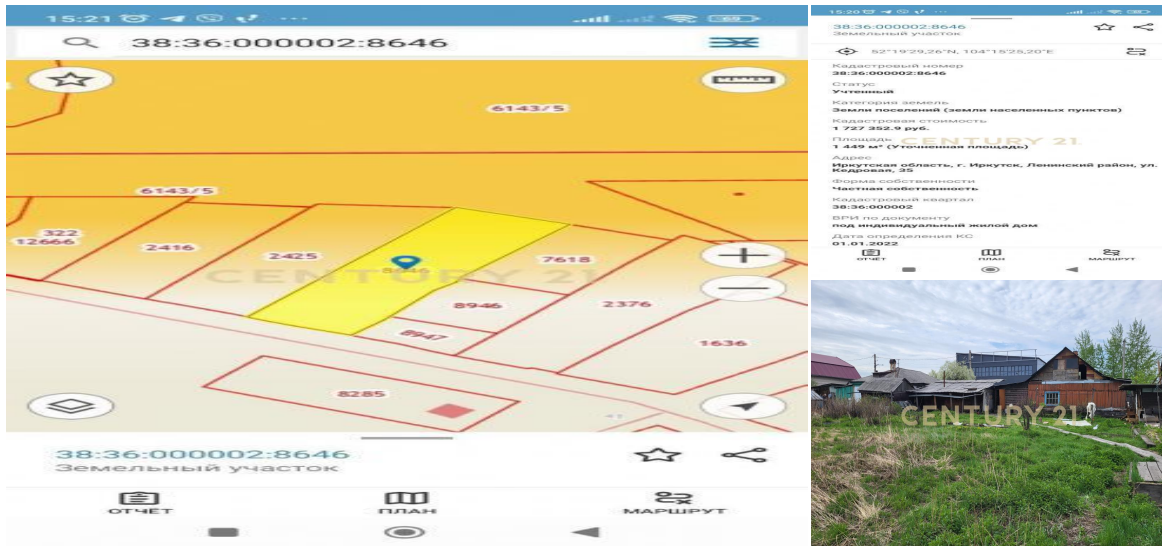 15:21
38:36:000002:8646
6143/5
6143/5
322
12666
2416
2425
8646
7618
8946
2376
8947
1636
8285
CENTURY 21
38:36:000002:8646
Земельный участок
ОТЧЁТ
ПЛАН
МАРШРУТ
15:20
38:36:000002:8646
Земельный участок
52°19'29,26"N, 104°15'25,20"E
Кадастровый номер
38:36:000002:8646
Статус
Учтенный
Категория земель
Земли поселений (земли населенных пунктов)
Кадастровая стоимость
1 727 352.9 руб.
Площадь
1 449 м² (Уточненная площадь)
CENTURY 21
Адрес
Иркутская область, г. Иркутск, Ленинский район, ул.
Кедровая, 35
Форма собственности
Частная собственность
Кадастровый квартал
38:36:000002
ВРИ по документу
под индивидуальный жилой дом
Дата определения КС
01.01.2022
ОТЧЁТ
ПЛАН
МАРШРУТ
CENTURY 21